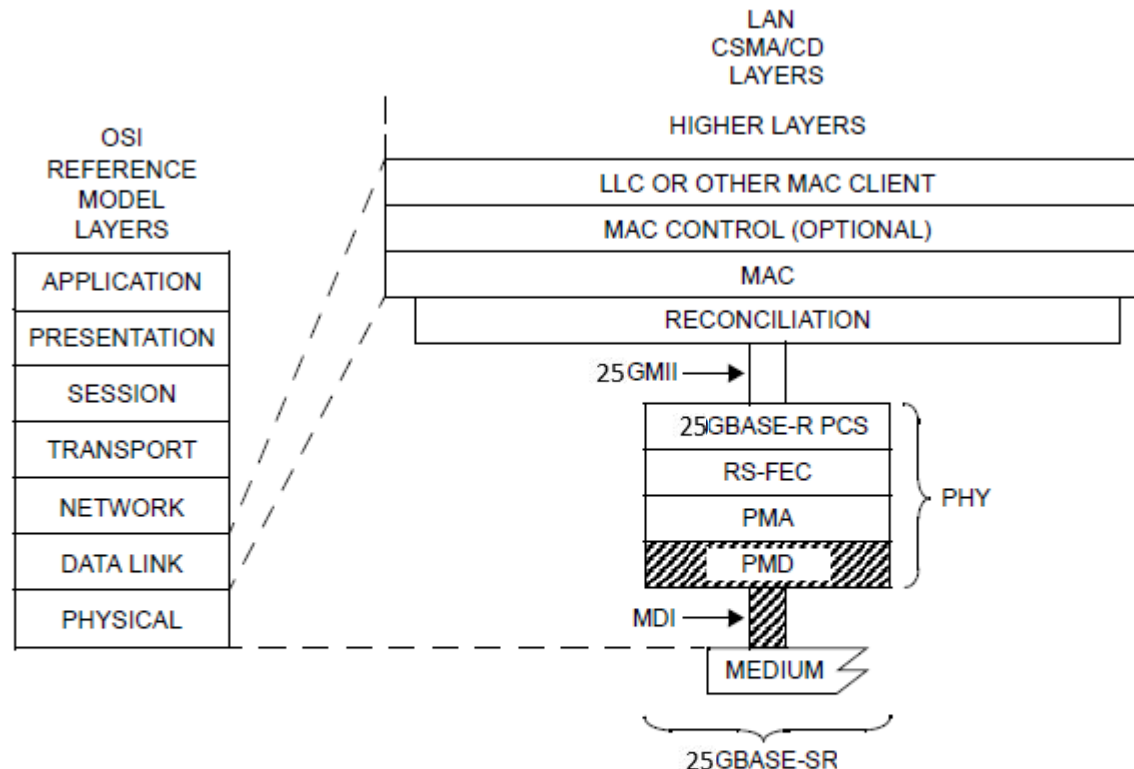 OSI
REFERENCE
MODEL
LAYERS
APPLICATION
PRESENTATION
SESSION
TRANSPORT
NETWORK
DATA LINK
PHYSICAL
LAN
CSMA/CD
LAYERS
HIGHER LAYERS
LLC OR OTHER MAC CLIENT
MAC CONTROL (OPTIONAL)
MAC
RECONCILIATION
25GMII
25GBASE-R PCS
RS-FEC
PMA
PMD
PHY
MDI
MEDIUM
25GBASE-SR